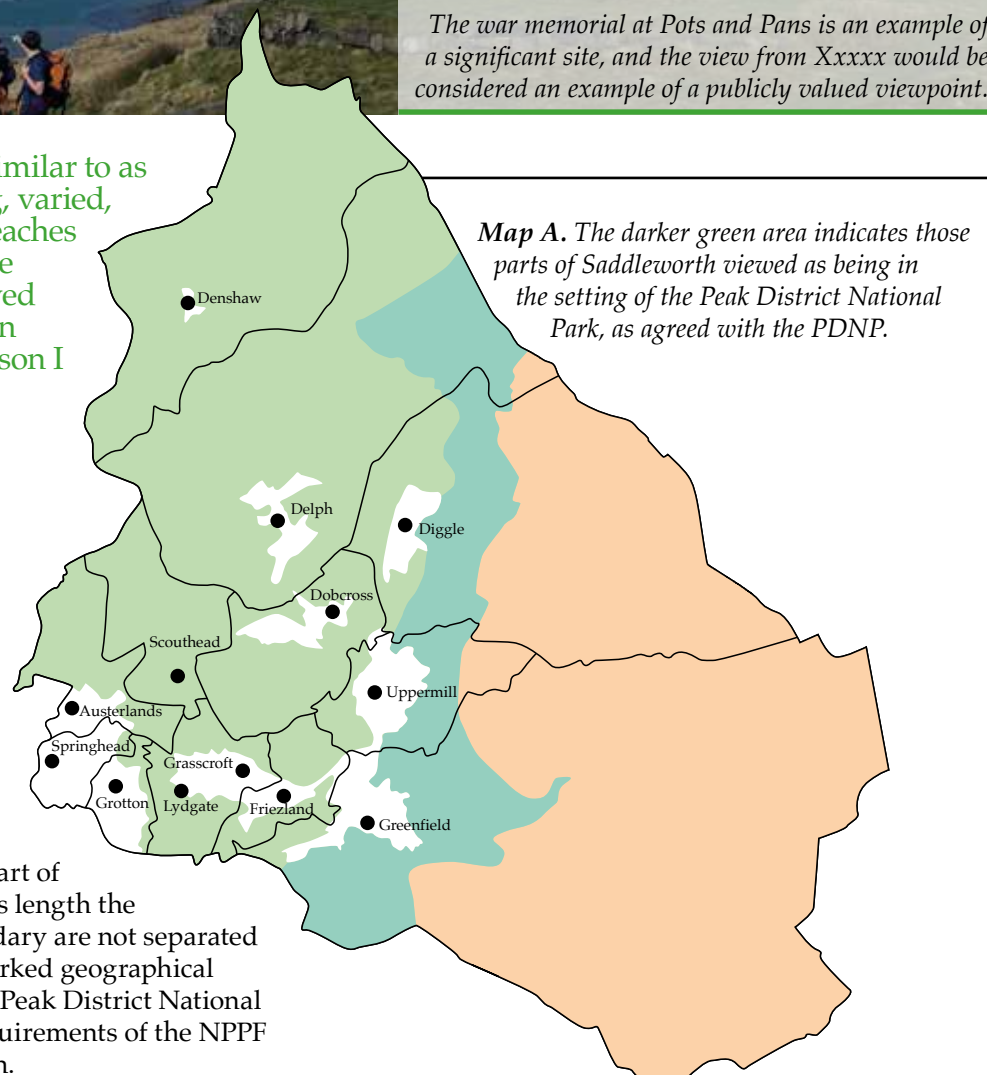 The war memorial at Pots and Pans is an example of
a significant site, and the view from Xxxxx would be
considered an example of a publicly valued viewpoint.
imilar to as
, varied,
eaches
e
ed
n
son I
Map A. The darker green area indicates those
parts of Saddleworth viewed as being in
the setting of the Peak District National
Park, as agreed with the PDNP.
Denshaw
Delph
Diggle
Dobcross
Scouthead
Uppermill
Austerlands
Springhead
Grasscroft
Grotton
Lydgate
Friezland
Greenfield
art of
s length the
dary are not separated
rked geographical
Peak District National
quirements of the NPPF
n.